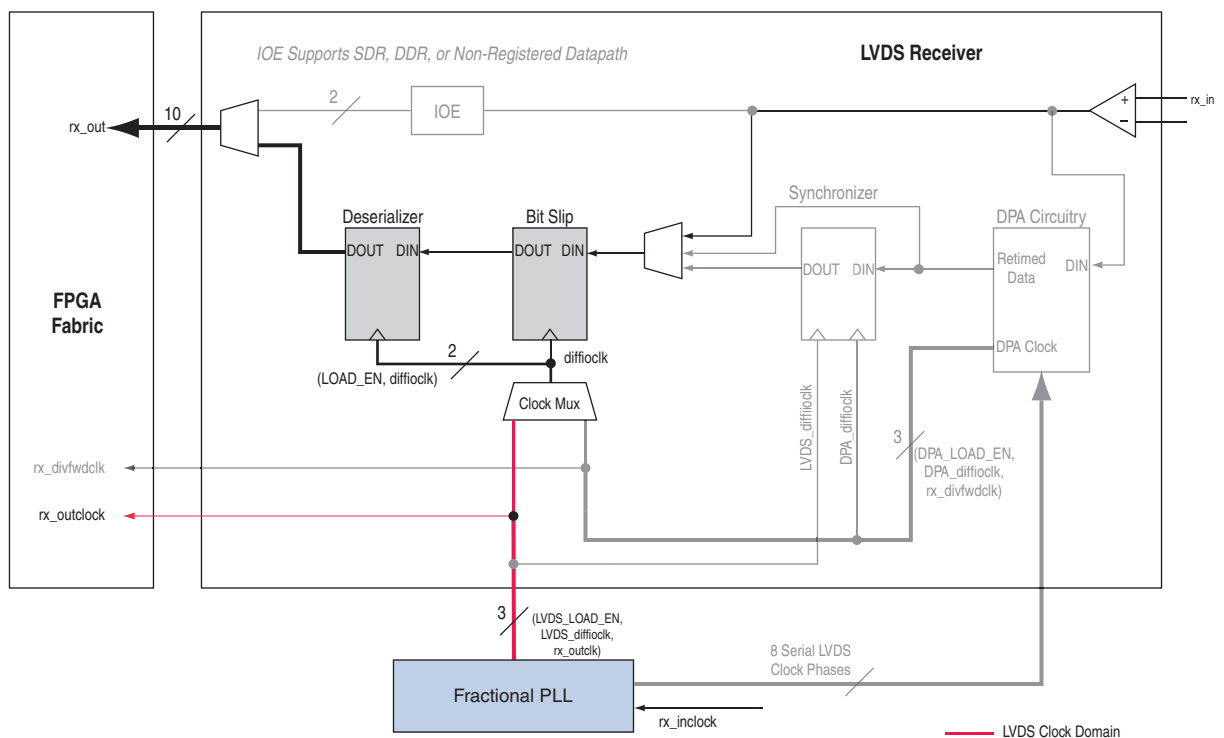 IOE Supports SDR, DDR, or Non-Registered Datapath
LVDS Receiver
2
IOE
+
−
rx_in
10
rx_out
Synchronizer
Deserializer
Bit Slip
DPA Circuitry
DOUT DIN
DOUT DIN
DOUT DIN
Retimed
Data
DIN
FPGA
Fabric
DPA Clock
2
diffioclk
(LOAD_EN, diffioclk)
Clock Mux
LVDS_diffiioclk
DPA_diffioclk
3
(DPA_LOAD_EN,
DPA_diffioclk,
rx_divfwdclk)
rx_divfwdclk
rx_outclock
3
(LVDS_LOAD_EN,
LVDS_diffioclk,
rx_outclk)
8 Serial LVDS
Clock Phases
Fractional PLL
rx_inclock
LVDS Clock Domain